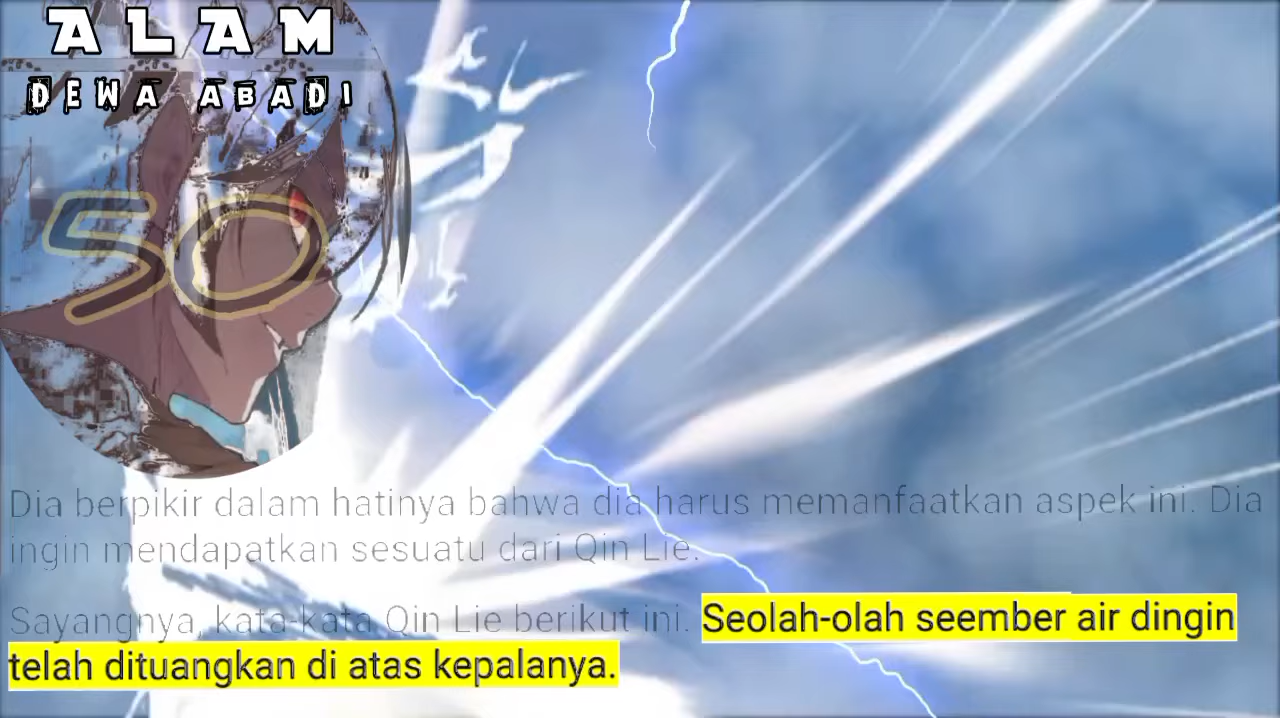 ALAM
DEWA ABADI
50
Dia berpikir dalam hatinya bahwa dia harus memanfaatkan aspek ini. Dia
ingin mendapatkan sesuatu dari Qin Lie.
Sayangnya, kata-kata Qin Lie berikut ini. Seolah-olah seember air dingin
telah dituangkan di atas kepalanya.